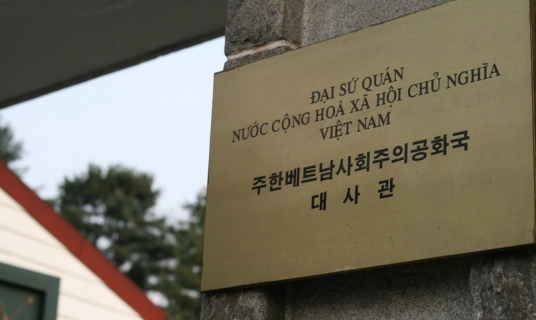 ĐẠI SỨ QUÁN
NƯỚC CỘNG HOÀ XÃ HỘI CHỦ NGHĨA
VIỆT NAM
주한베트남사회주의공화국
대사관